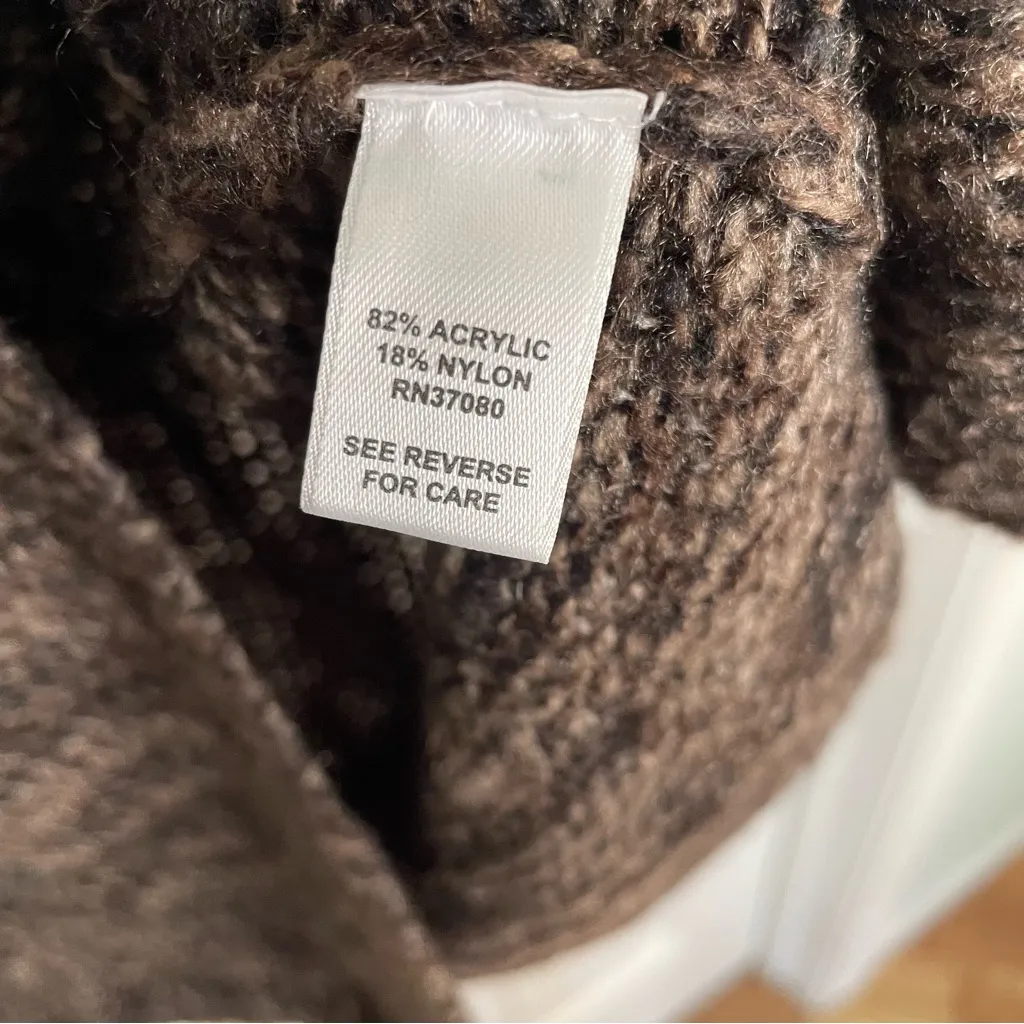 82% ACRYLIC
18% NYLON
RN37080
SEE REVERSE
FOR CARE